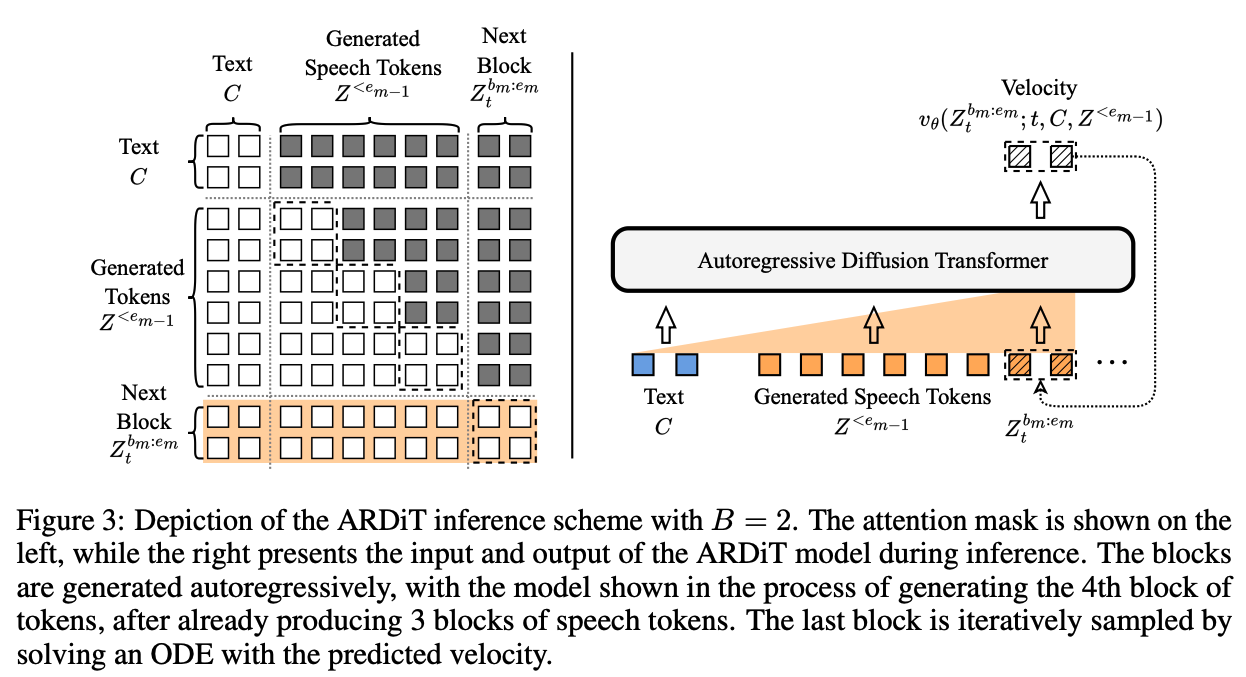 Text
C
Generated
Speech Tokens
Z^{<e_{m-1}}
Next
Block
Z_t^{b_m:e_m}
Text
C
Generated
Tokens
Z^{<e_{m-1}}
Next
Block
Z_t^{b_m:e_m}
Velocity
v_θ(Z_t^{b_m:e_m}; t, C, Z^{<e_{m-1}})
Autoregressive Diffusion Transformer
Text
C
Generated Speech Tokens
Z^{<e_{m-1}}
Z_t^{b_m:e_m}
...
Figure 3: Depiction of the ARDiT inference scheme with B = 2. The attention mask is shown on the
left, while the right presents the input and output of the ARDiT model during inference. The blocks
are generated autoregressively, with the model shown in the process of generating the 4th block of
tokens, after already producing 3 blocks of speech tokens. The last block is iteratively sampled by
solving an ODE with the predicted velocity.